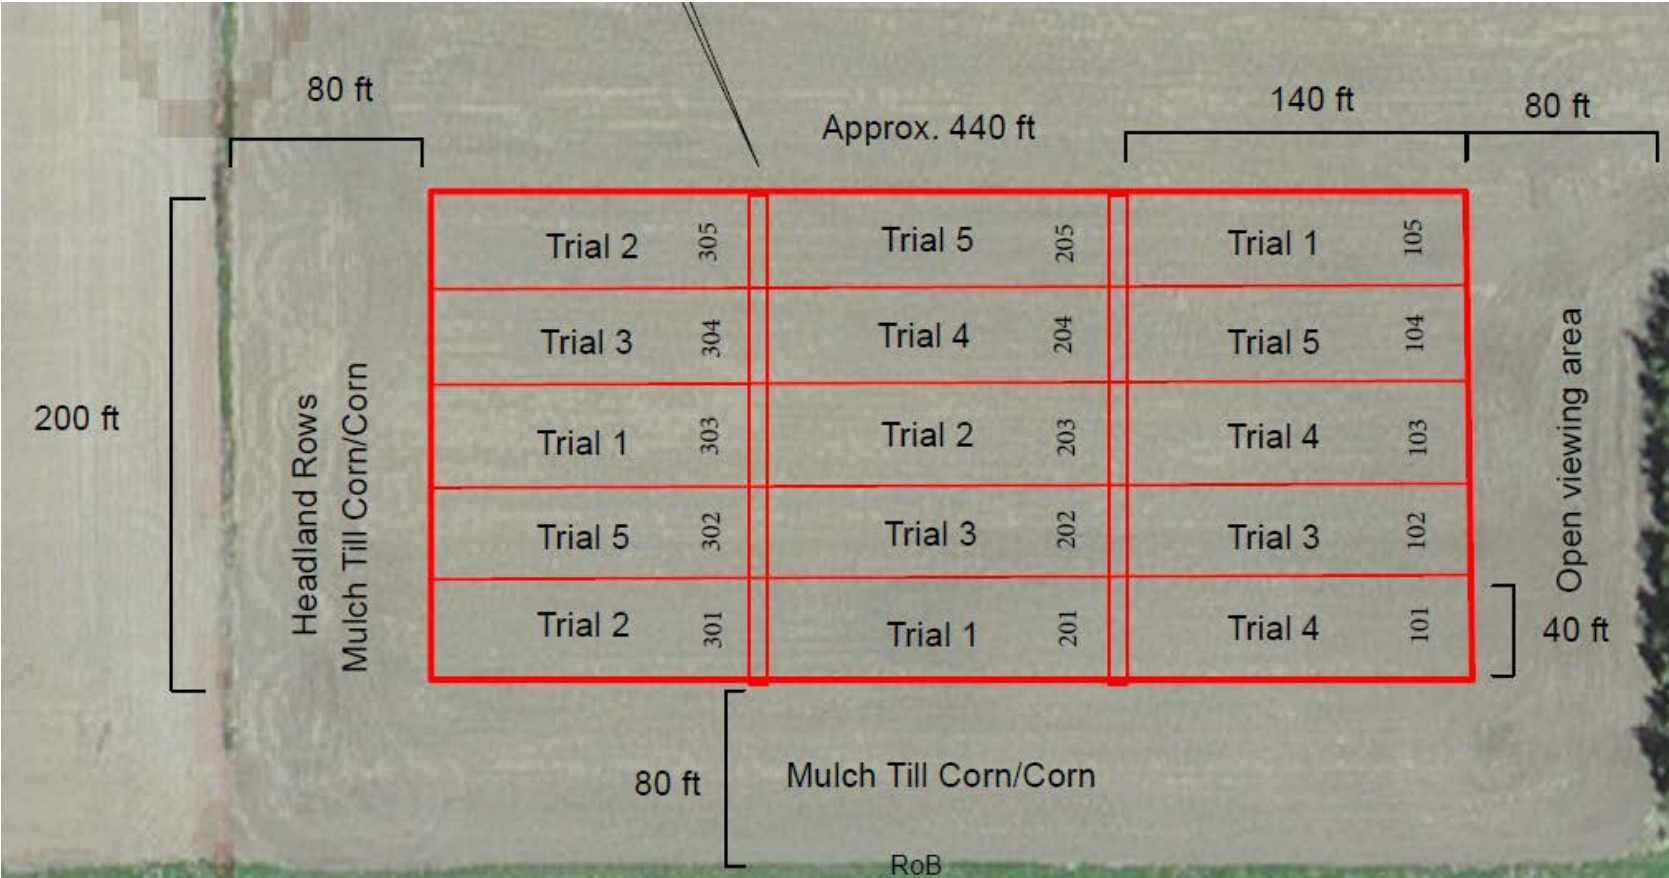 80 ft
Approx. 440 ft
140 ft
80 ft
Trial 2 305
Trial 5 205
Trial 1 105
Trial 3 304
Trial 4 204
Trial 5 104
200 ft
Headland Rows
Mulch Till Corn/Corn
Trial 1 303
Trial 2 203
Trial 4 103
Open viewing area
Trial 5 302
Trial 3 202
Trial 3 102
Trial 2 301
Trial 1 201
Trial 4 101
40 ft
80 ft
Mulch Till Corn/Corn
RoB